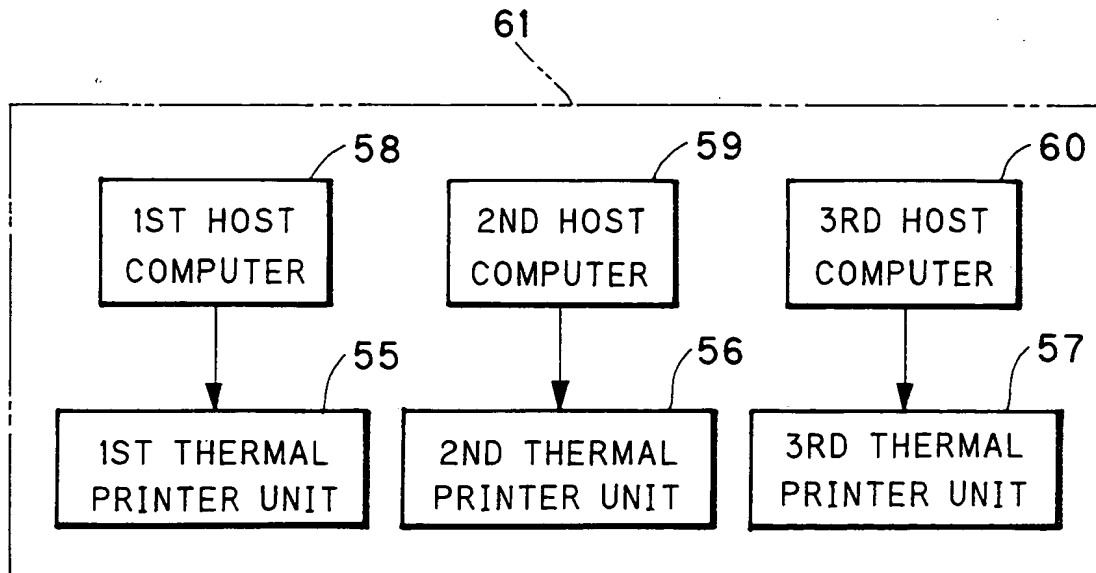 61
58
59
60
1ST HOST
COMPUTER
2ND HOST
COMPUTER
3RD HOST
COMPUTER
55
56
57
1ST THERMAL
PRINTER UNIT
2ND THERMAL
PRINTER UNIT
3RD THERMAL
PRINTER UNIT